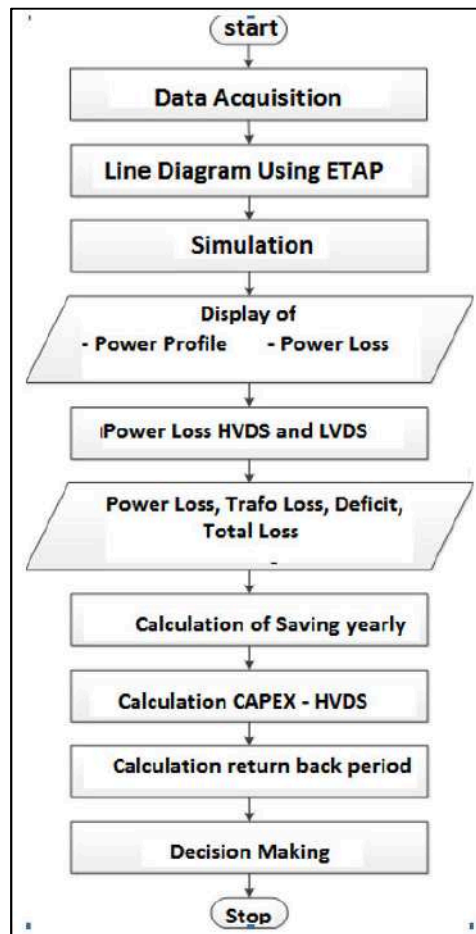 start
Data Acquisition
Line Diagram Using ETAP
Simulation
Display of
- Power Profile - Power Loss
Power Loss HVDS and LVDS
Power Loss, Trafo Loss, Deficit,
Total Loss
-
Calculation of Saving yearly
Calculation CAPEX - HVDS
Calculation return back period
Decision Making
Stop